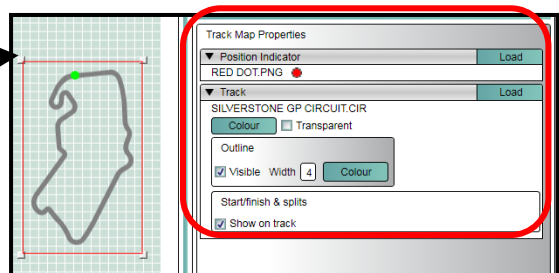 Track Map Properties
Position Indicator Load
RED DOT.PNG
Track Load
SILVERSTONE GP CIRCUIT.CIR
Colour Transparent
Outline
Visible Width 4 Colour
Start/finish & splits
Show on track